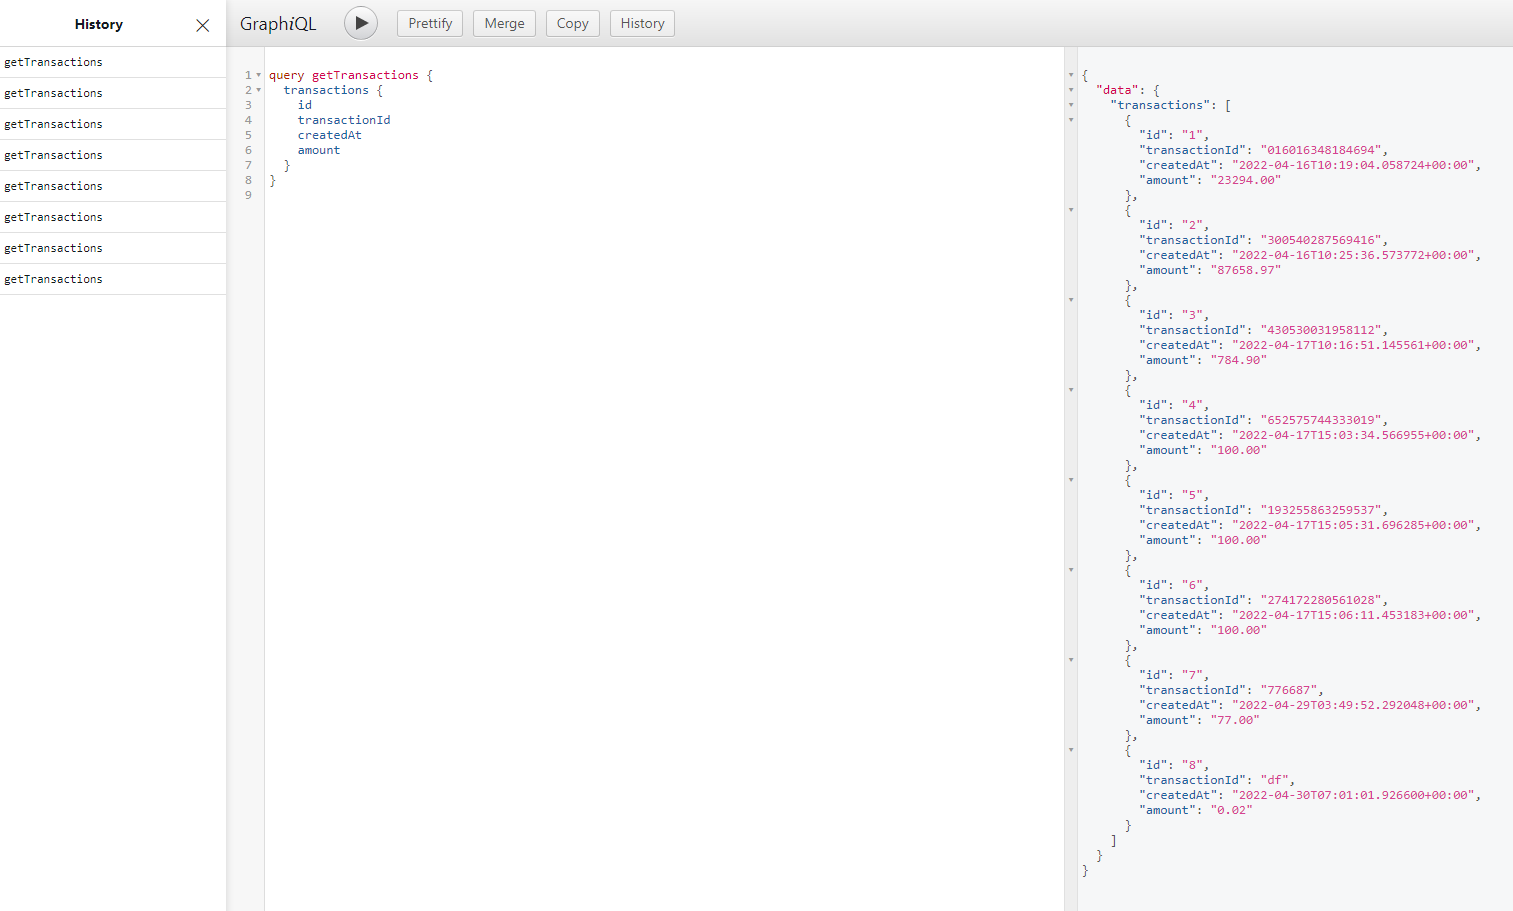 History
getTransactions
getTransactions
getTransactions
getTransactions
getTransactions
getTransactions
getTransactions
getTransactions
GraphiQL
Prettify
Merge
Copy
History
1 query getTransactions {
2 transactions {
3 id
4 transactionId
5 createdAt
6 amount
7 }
8 }
9
{
"data": {
"transactions": [
{
"id": "1",
"transactionId": "016016348184694",
"createdAt": "2022-04-16T10:19:04.058724+00:00",
"amount": "23294.00"
},
{
"id": "2",
"transactionId": "300540287569416",
"createdAt": "2022-04-16T10:25:36.573772+00:00",
"amount": "87658.97"
},
{
"id": "3",
"transactionId": "430530031958112",
"createdAt": "2022-04-17T10:16:51.145561+00:00",
"amount": "784.90"
},
{
"id": "4",
"transactionId": "652575744333019",
"createdAt": "2022-04-17T15:03:34.566955+00:00",
"amount": "100.00"
},
{
"id": "5",
"transactionId": "193255863259537",
"createdAt": "2022-04-17T15:05:31.696285+00:00",
"amount": "100.00"
},
{
"id": "6",
"transactionId": "274172280561028",
"createdAt": "2022-04-17T15:06:11.453183+00:00",
"amount": "100.00"
},
{
"id": "7",
"transactionId": "776687",
"createdAt": "2022-04-29T03:49:52.292048+00:00",
"amount": "77.00"
},
{
"id": "8",
"transactionId": "df",
"createdAt": "2022-04-30T07:01:01.926600+00:00",
"amount": "0.02"
}
]
}
}